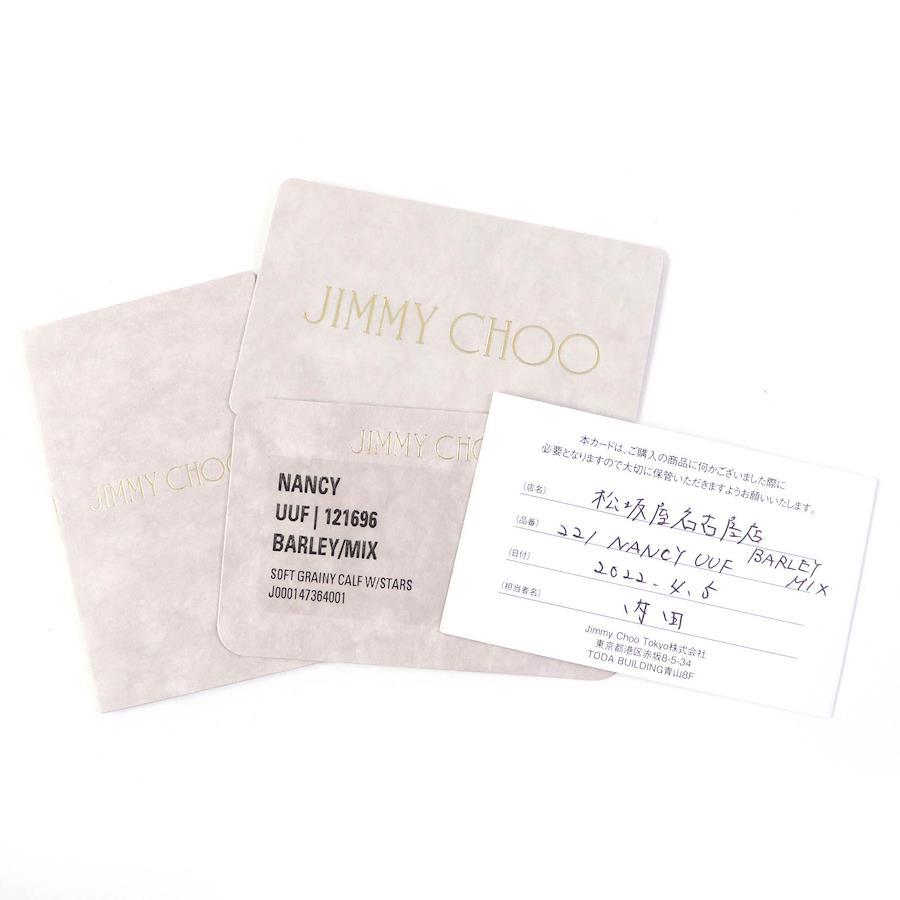 JIMMY CHOO
JIMMY CHOO
JIMMY CHO
NANCY
UUF | 121696
BARLEY/MIX
SOFT GRAINY CALF W/STARS
J000147364001
本カードは、ご購入の商品に何かございました際に
必要となりますので大切に保管いただきますようお願いいたします。
(店名) 松坂屋名古屋店
(品番) 221 NANCY UUF BARLEY
MIX
(日付) 2022-4.5
(担当者名) 内田
Jimmy Choo Tokyo株式会社
東京都港区赤坂8-5-34
TODA BUILDING青山8F